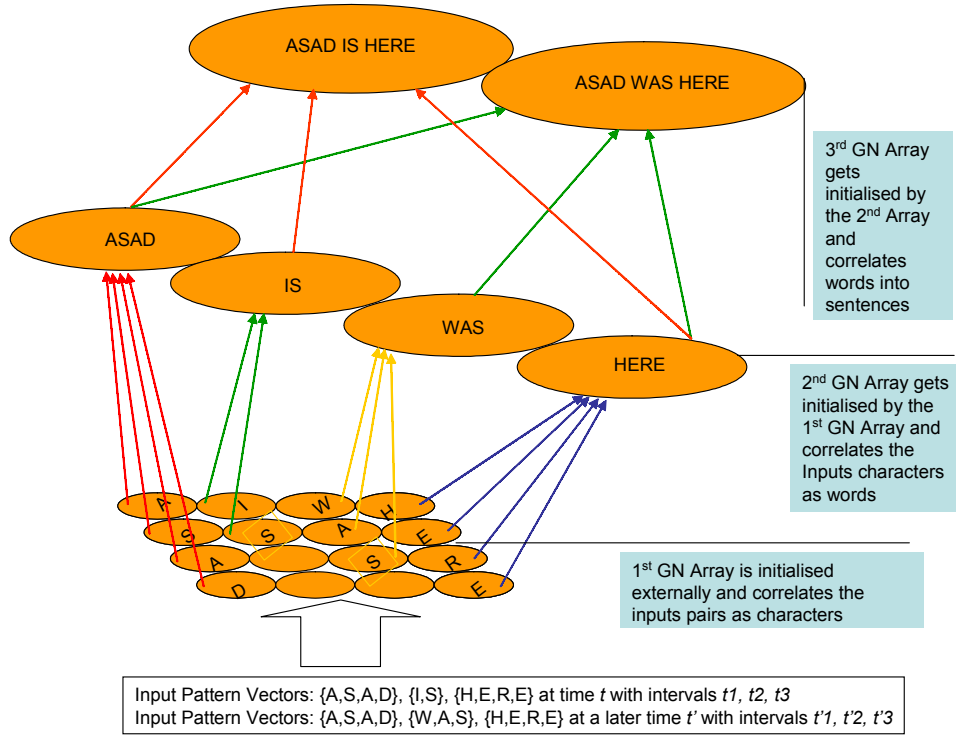 ASAD IS HERE
ASAD WAS HERE
3rd GN Array
gets
initialised by
the 2nd Array
and
correlates
words into
sentences
ASAD
IS
WAS
HERE
2nd GN Array gets
initialised by the
1st GN Array and
correlates the
Inputs characters
as words
A I W H
S S A E
A S R
D E
1st GN Array is initialised
externally and correlates the
inputs pairs as characters
Input Pattern Vectors: {A,S,A,D}, {I,S}, {H,E,R,E} at time t with intervals t1, t2, t3
Input Pattern Vectors: {A,S,A,D}, {W,A,S}, {H,E,R,E} at a later time t' with intervals t'1, t'2, t'3